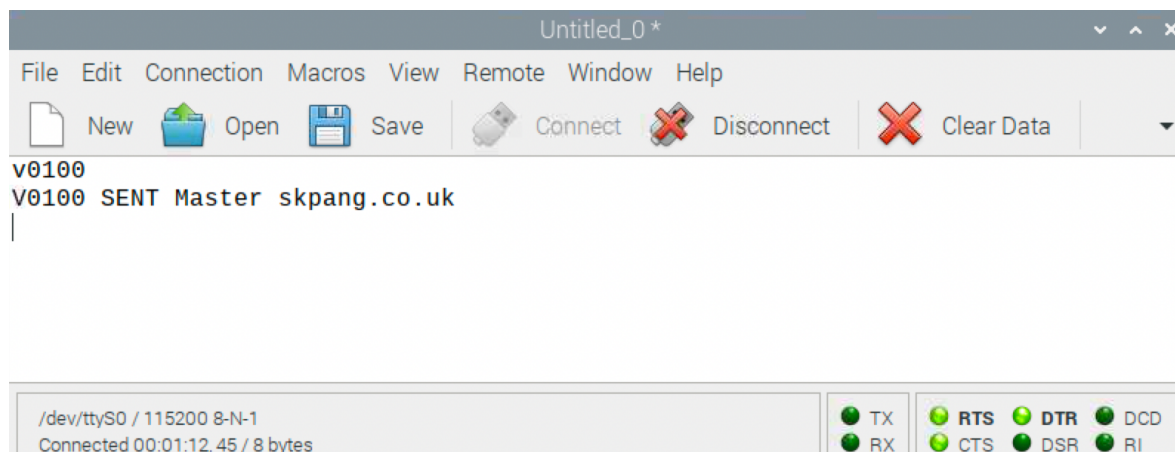 Untitled_0 *
File Edit Connection Macros View Remote Window Help
New Open Save Connect Disconnect Clear Data
v0100
V0100 SENT Master skpang.co.uk
/dev/ttyS0 / 115200 8-N-1
TX RTS DTR DCD
Connected 00:01:12, 45 / 8 bytes
RX CTS DSR RI